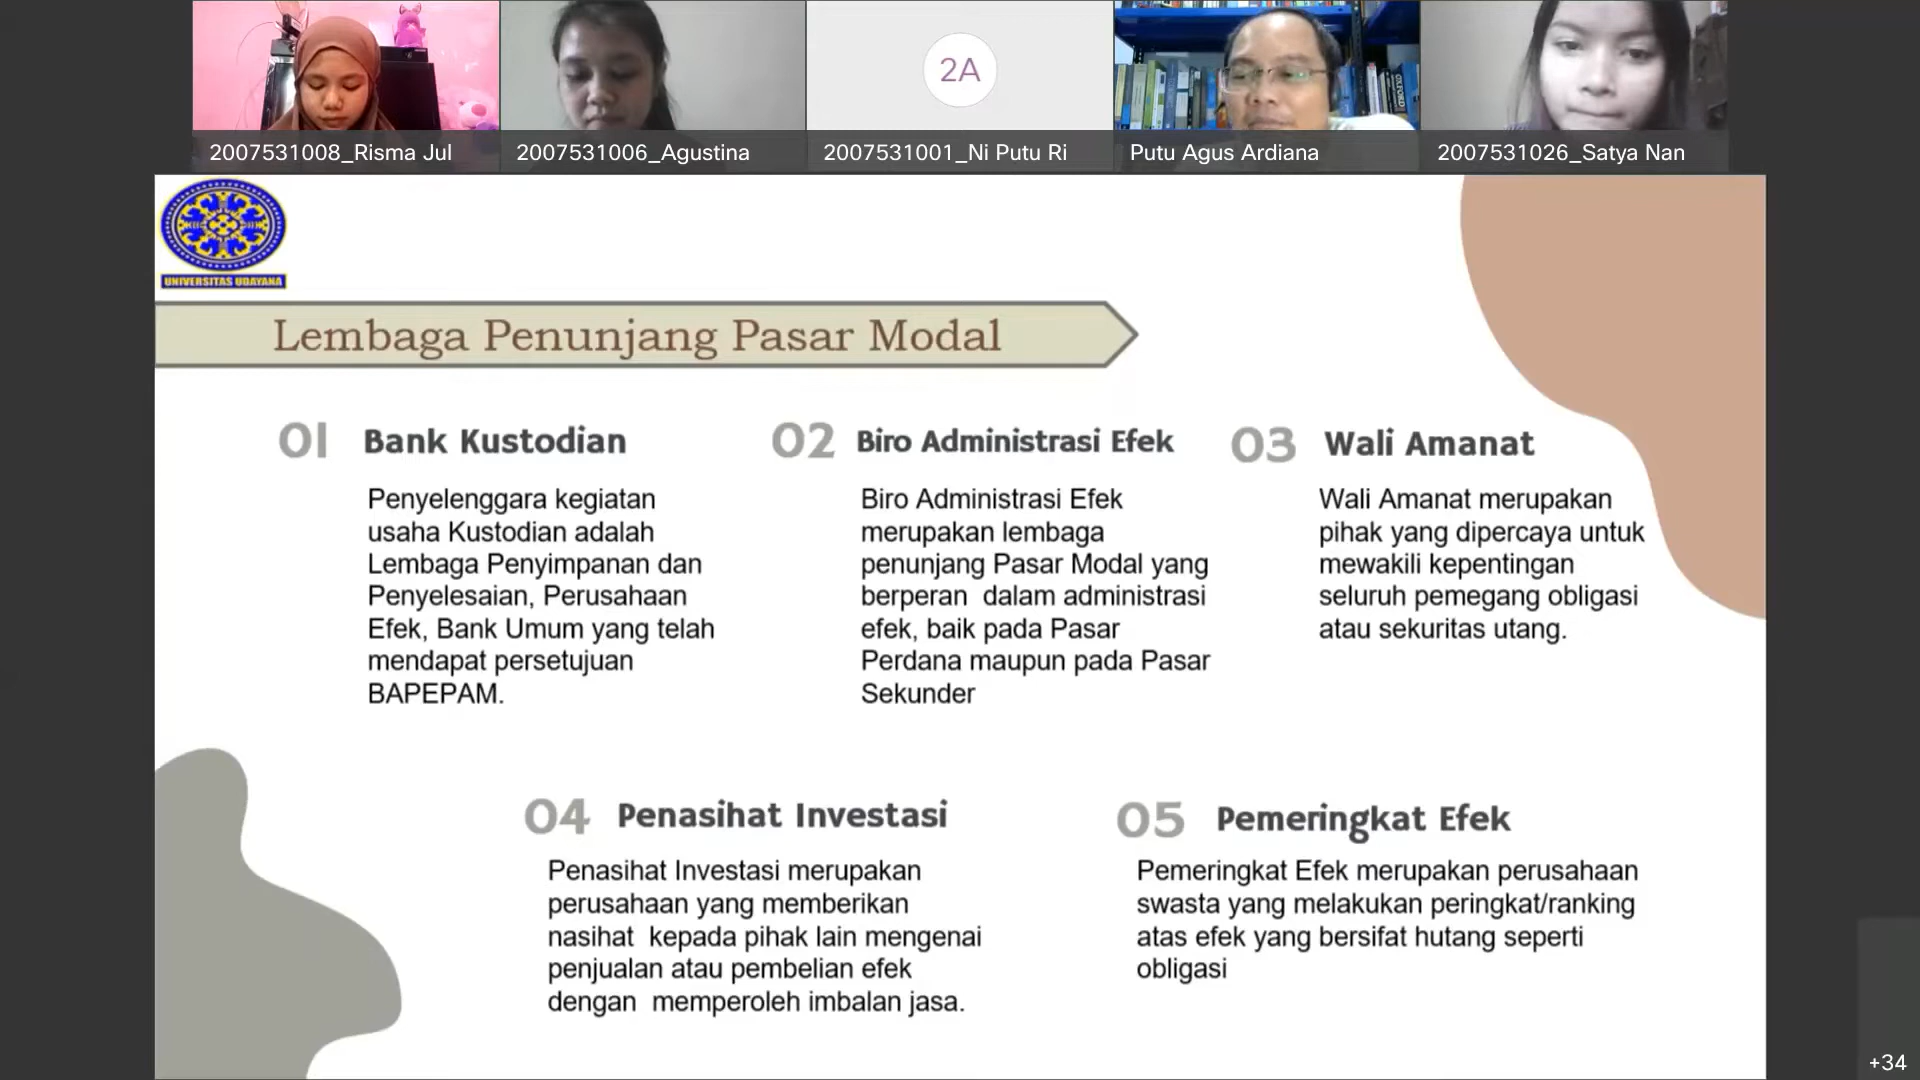 2A
2007531008_Risma Jul
2007531006_Agustina
2007531001_Ni Putu Ri
Putu Agus Ardiana
2007531026_Satya Nan
OXFORD
UNIVERSITAS UDAYANA
Lembaga Penunjang Pasar Modal
01 Bank Kustodian
Penyelenggara kegiatan
usaha Kustodian adalah
Lembaga Penyimpanan dan
Penyelesaian, Perusahaan
Efek, Bank Umum yang telah
mendapat persetujuan
BAPEPAM.
02 Biro Administrasi Efek
Biro Administrasi Efek
merupakan lembaga
penunjang Pasar Modal yang
berperan dalam administrasi
efek, baik pada Pasar
Perdana maupun pada Pasar
Sekunder
03 Wali Amanat
Wali Amanat merupakan
pihak yang dipercaya untuk
mewakili kepentingan
seluruh pemegang obligasi
atau sekuritas utang.
04 Penasihat Investasi
Penasihat Investasi merupakan
perusahaan yang memberikan
nasihat kepada pihak lain mengenai
penjualan atau pembelian efek
dengan memperoleh imbalan jasa.
05 Pemeringkat Efek
Pemeringkat Efek merupakan perusahaan
swasta yang melakukan peringkat/ranking
atas efek yang bersifat hutang seperti
obligasi
+34